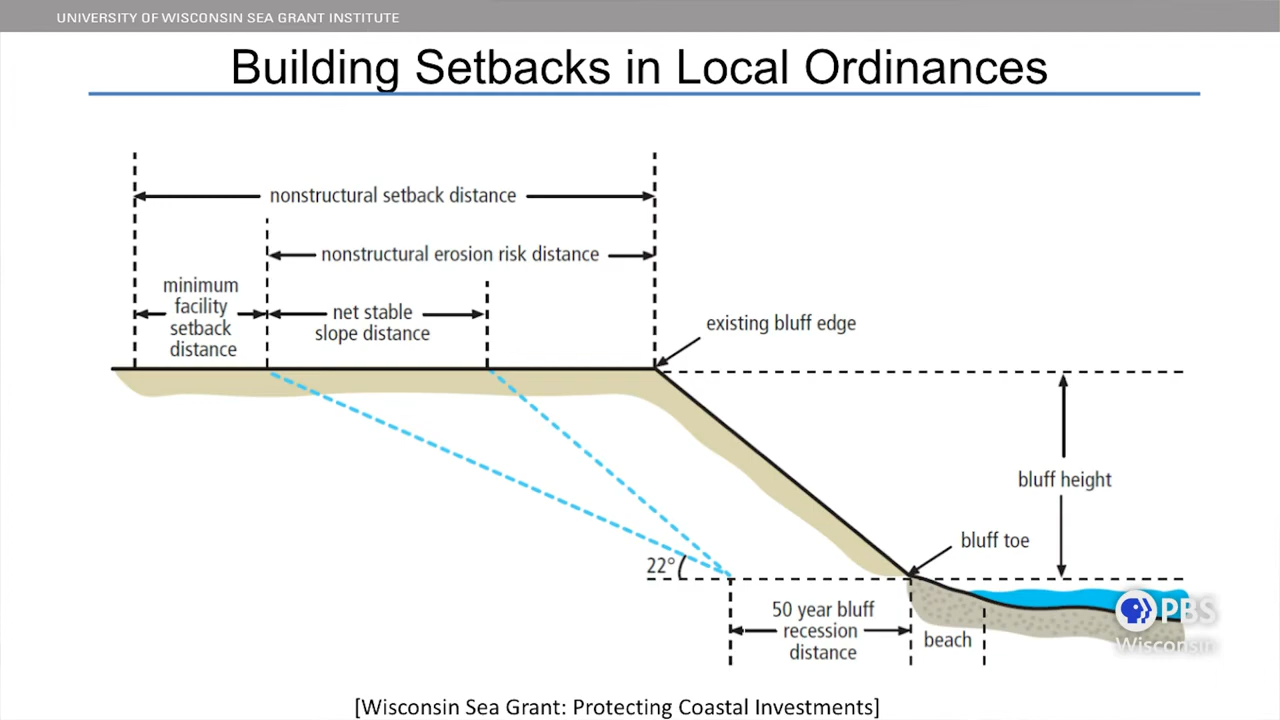 UNIVERSITY OF WISCONSIN SEA GRANT INSTITUTE
Building Setbacks in Local Ordinances
nonstructural setback distance
nonstructural erosion risk distance
minimum
facility
setback
distance
net stable
slope distance
existing bluff edge
bluff height
bluff toe
22°
50 year bluff
recession
distance
beach
PBS
Wisconsin
[Wisconsin Sea Grant: Protecting Coastal Investments]